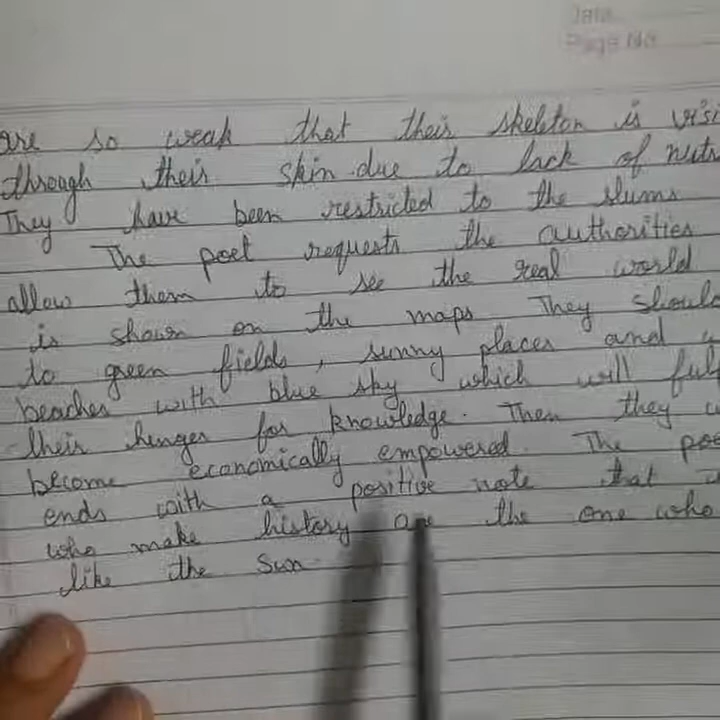 Date
Page No
are so weak that their skeleton is visi
through their skin due to lack of nutr
They have been restricted to the slums
The poet requests the authorities
allow them to see the real world
is shown on the maps They should
to green fields, sunny places and
beaches with blue sky which will ful
their hunger for knowledge. Then they
become economically empowered. The poe
ends with a positive note that
who make history are the one who
like the Sun